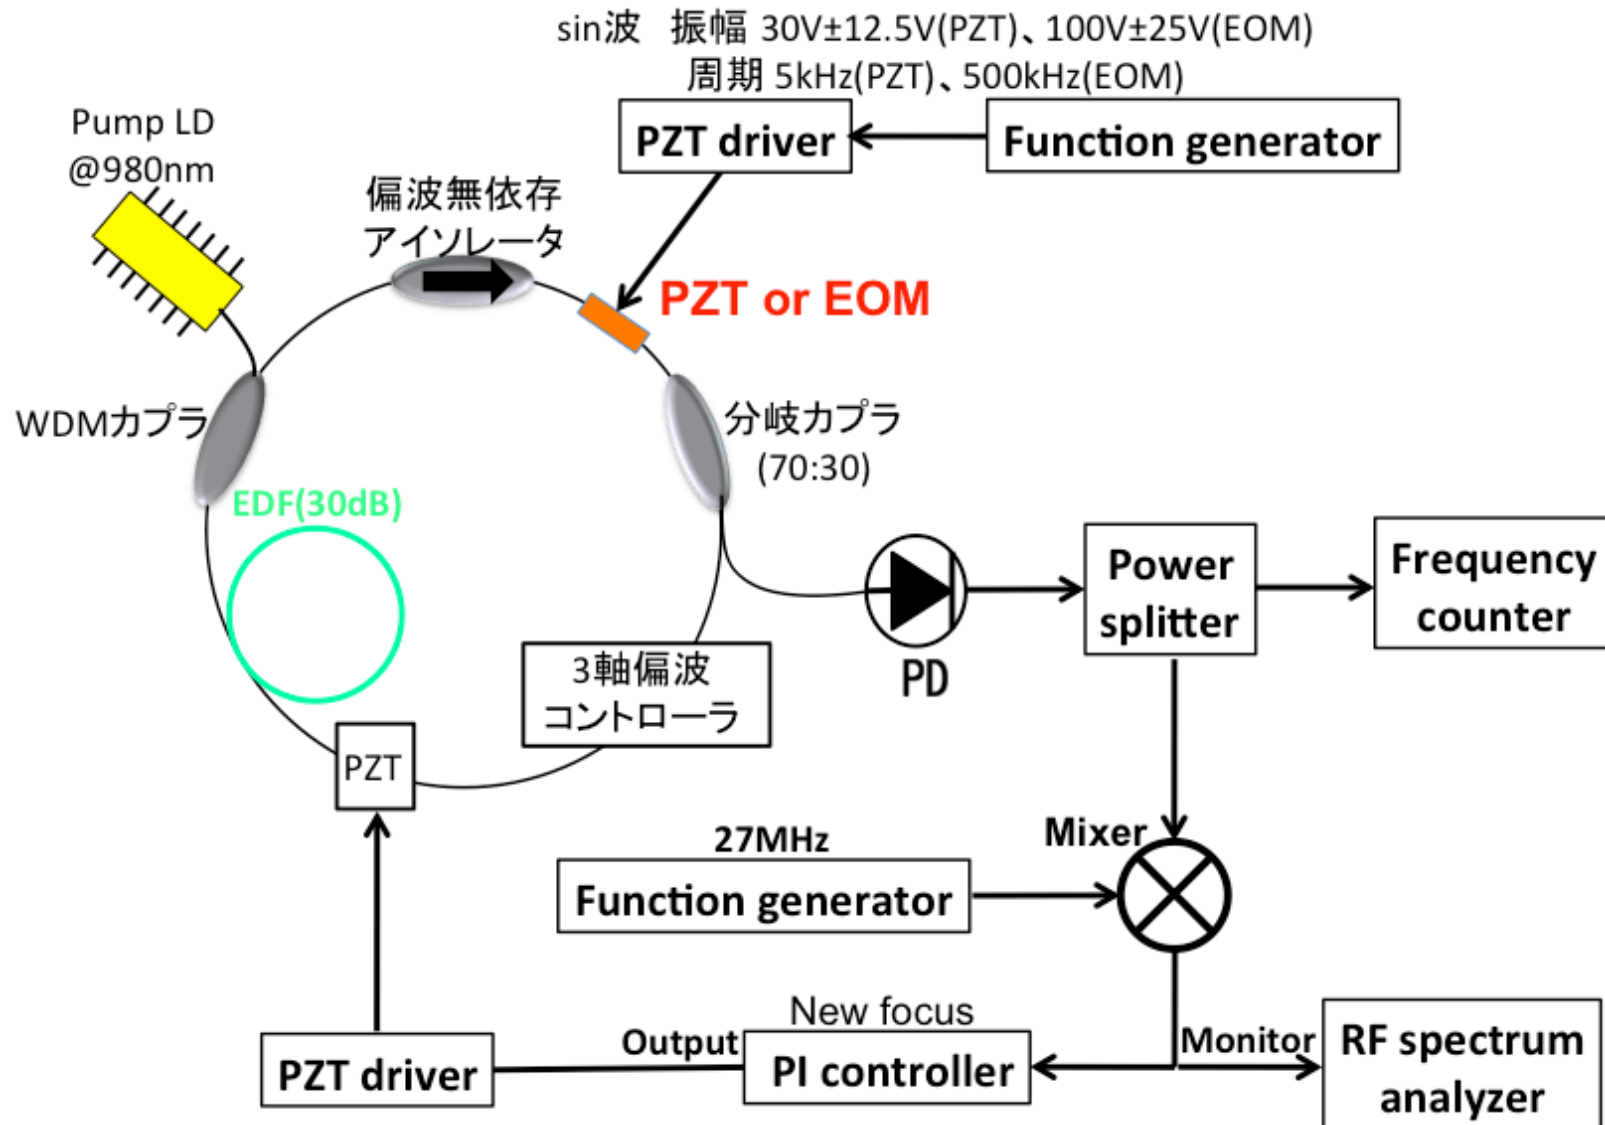 sin波 振幅 30V±12.5V(PZT)、100V±25V(EOM)
周期 5kHz(PZT)、500kHz(EOM)
Pump LD
@980nm
PZT driver
Function generator
偏波無依存
アイソレータ
PZT or EOM
WDMカプラ
分岐カプラ
(70:30)
EDF(30dB)
Power
splitter
Frequency
counter
PD
3軸偏波
コントローラ
PZT
27MHz
Function generator
Mixer
New focus
PI controller
Output
PZT driver
Monitor
RF spectrum
analyzer